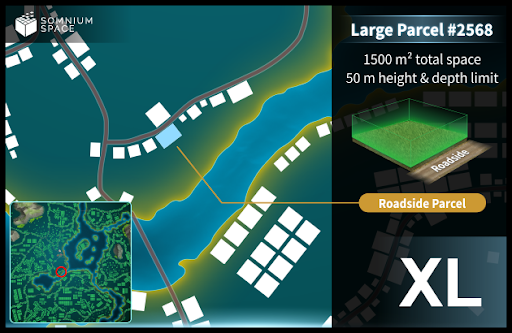 SOMNIUM
SPACE
Large Parcel #2568
1500 m² total space
50 m height & depth limit
Roadside
Roadside Parcel
XL